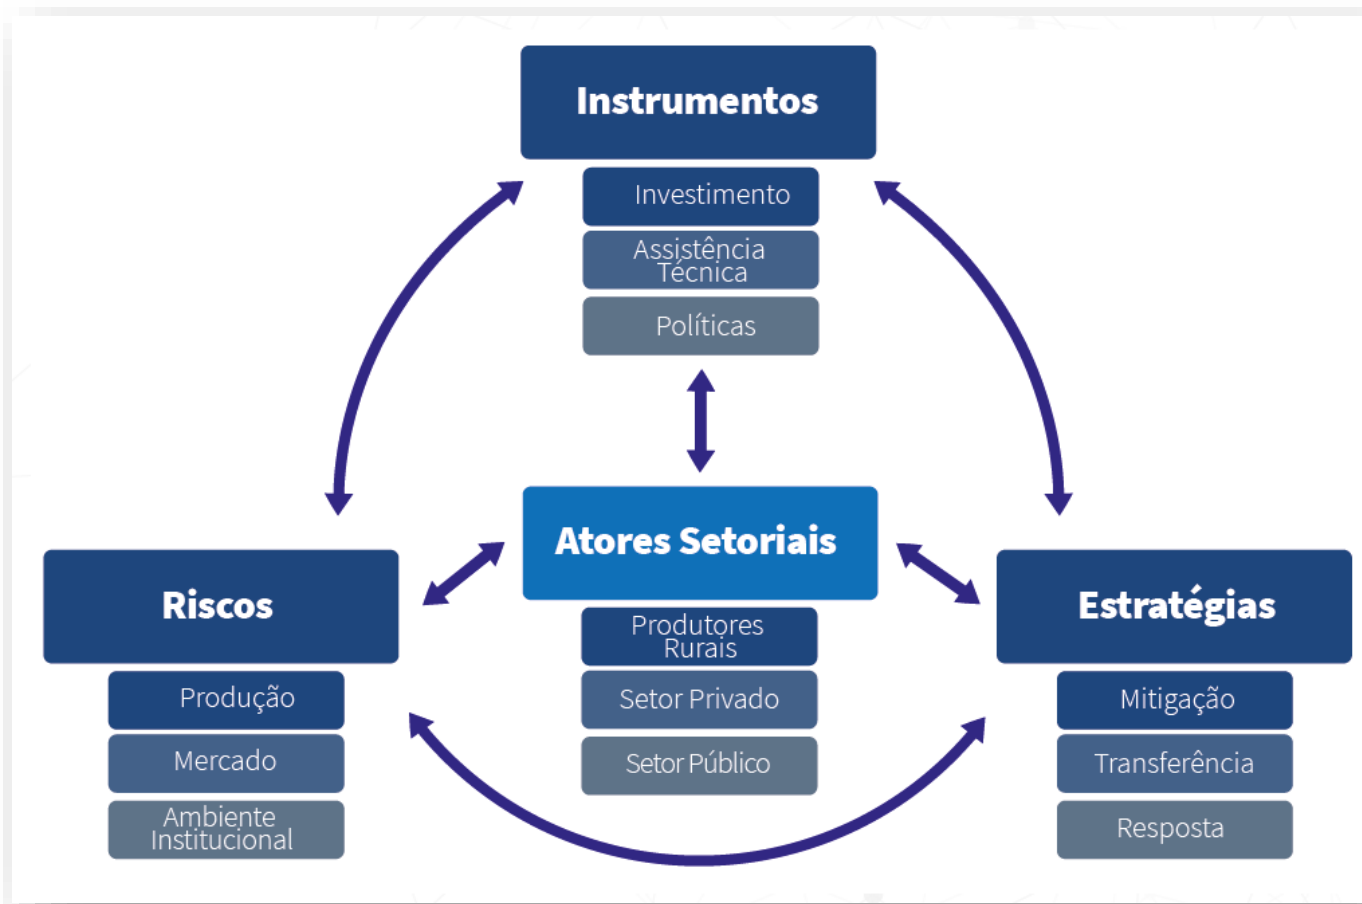 Instrumentos
Investimento
Assistência
Técnica
Políticas
Atores Setoriais
Produtores
Rurais
Setor Privado
Setor Público
Riscos
Produção
Mercado
Ambiente
Institucional
Estratégias
Mitigação
Transferência
Resposta